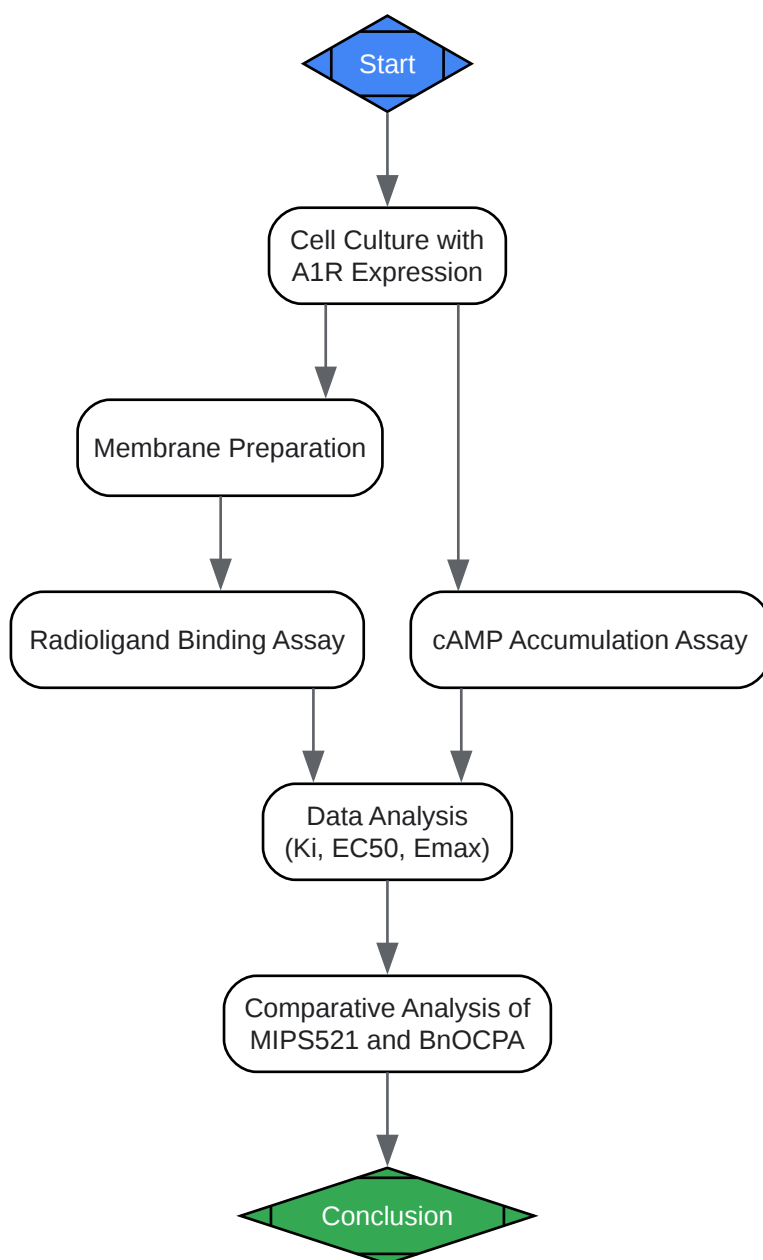 Start
Cell Culture with
A1R Expression
Membrane Preparation
Radioligand Binding Assay
cAMP Accumulation Assay
Data Analysis
(Ki, EC50, Emax)
Comparative Analysis of
MIPS521 and BnOCPA
Conclusion